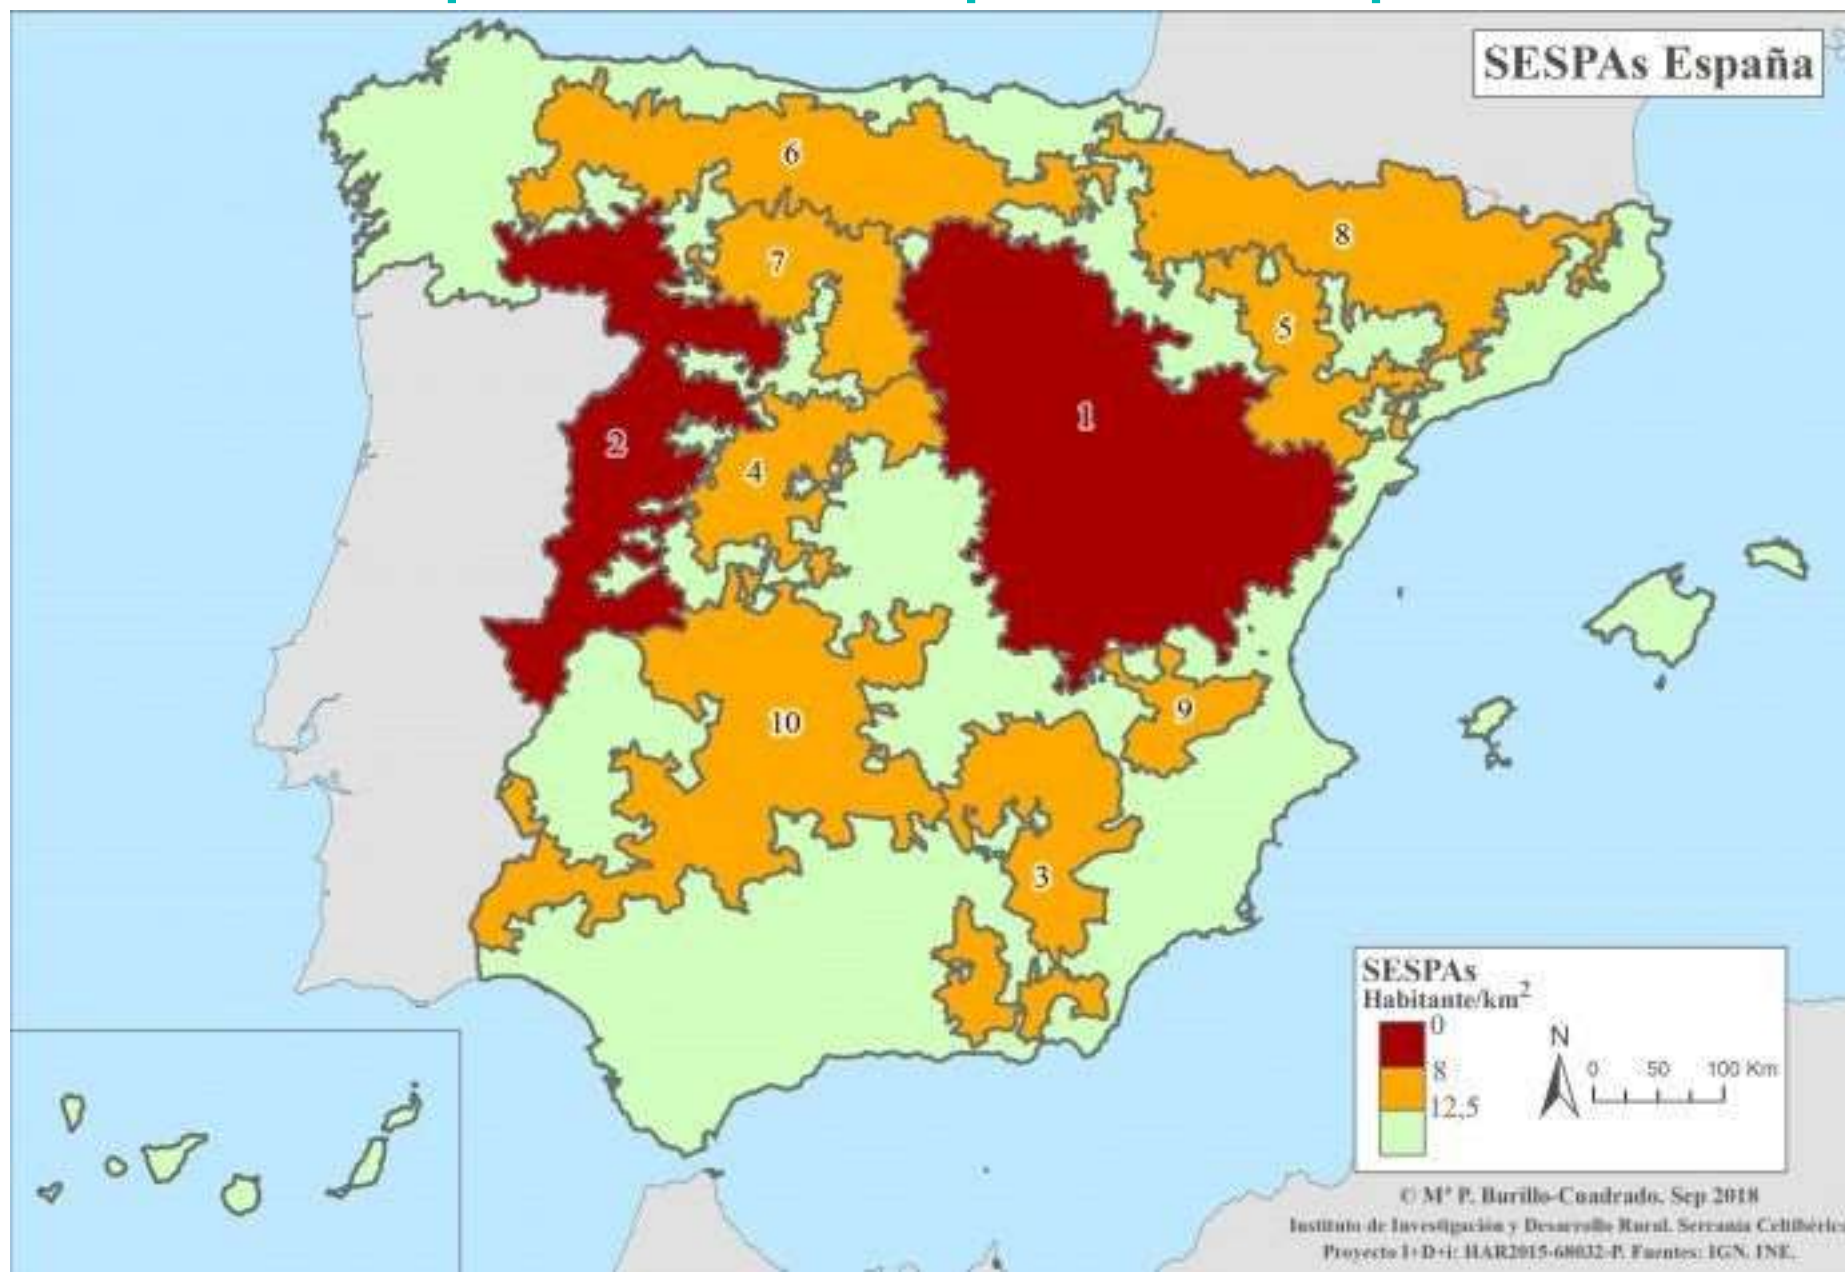 SESPAs España
6
8
7
5
1
2
4
9
10
3
SESPAs
Habitante/km²
0
8
12,5
N
0 50 100 Km
© Mª P. Burillo-Cuadrado. Sep 2018
Instituto de Investigación y Desarrollo Rural. Serranía Celtibérica
Proyecto I+D+i: HAR2015-68032-P. Fuentes: IGN. INE.